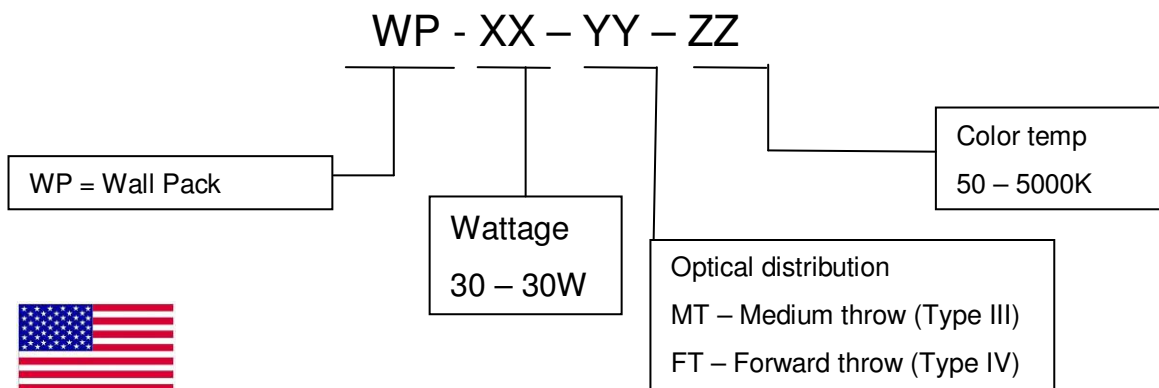 WP - XX – YY – ZZ
WP = Wall Pack
Wattage
30 – 30W
Optical distribution
MT – Medium throw (Type III)
FT – Forward throw (Type IV)
Color temp
50 – 5000K